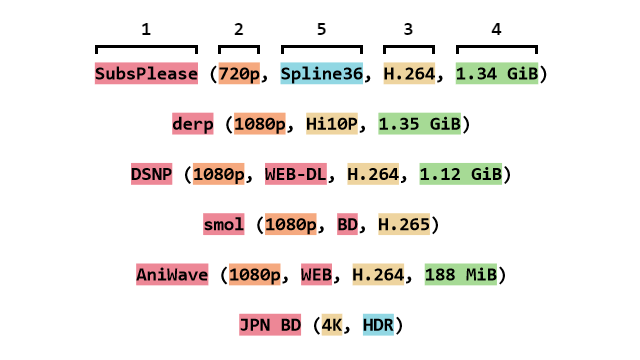 1 2 5 3 4
SubsPlease (720p, Spline36, H.264, 1.34 GiB)
derp (1080p, Hi10P, 1.35 GiB)
DSNP (1080p, WEB-DL, H.264, 1.12 GiB)
smol (1080p, BD, H.265)
AniWave (1080p, WEB, H.264, 188 MiB)
JPN BD (4K, HDR)